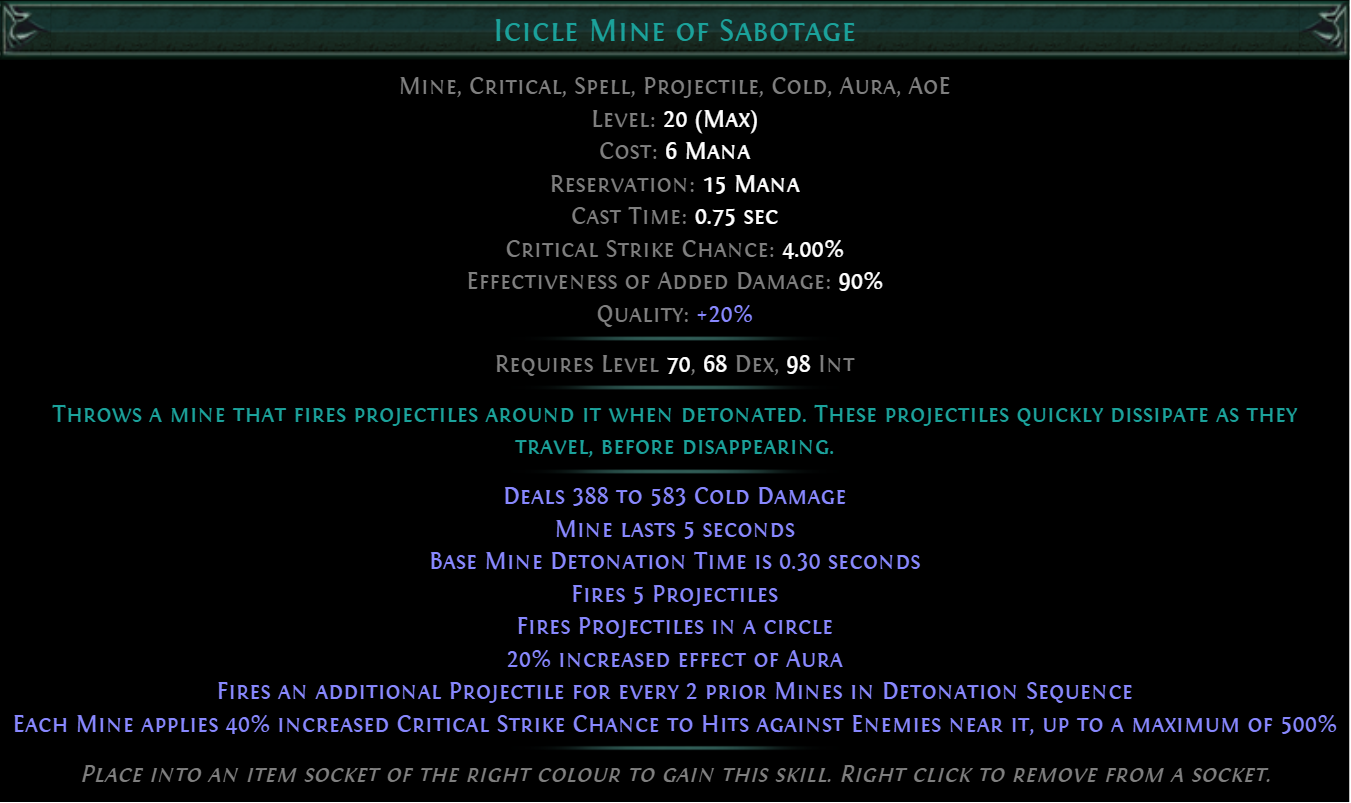 Icicle Mine of Sabotage
Mine, Critical, Spell, Projectile, Cold, Aura, AoE
Level: 20 (Max)
Cost: 6 Mana
Reservation: 15 Mana
Cast Time: 0.75 sec
Critical Strike Chance: 4.00%
Effectiveness of Added Damage: 90%
Quality: +20%
Requires Level 70, 68 Dex, 98 Int
Throws a mine that fires projectiles around it when detonated. These projectiles quickly dissipate as they
travel, before disappearing.
Deals 388 to 583 Cold Damage
Mine lasts 5 seconds
Base Mine Detonation Time is 0.30 seconds
Fires 5 Projectiles
Fires Projectiles in a circle
20% increased effect of Aura
Fires an additional Projectile for every 2 prior Mines in Detonation Sequence
Each Mine applies 40% increased Critical Strike Chance to Hits against Enemies near it, up to a maximum of 500%
Place into an item socket of the right colour to gain this skill. Right click to remove from a socket.